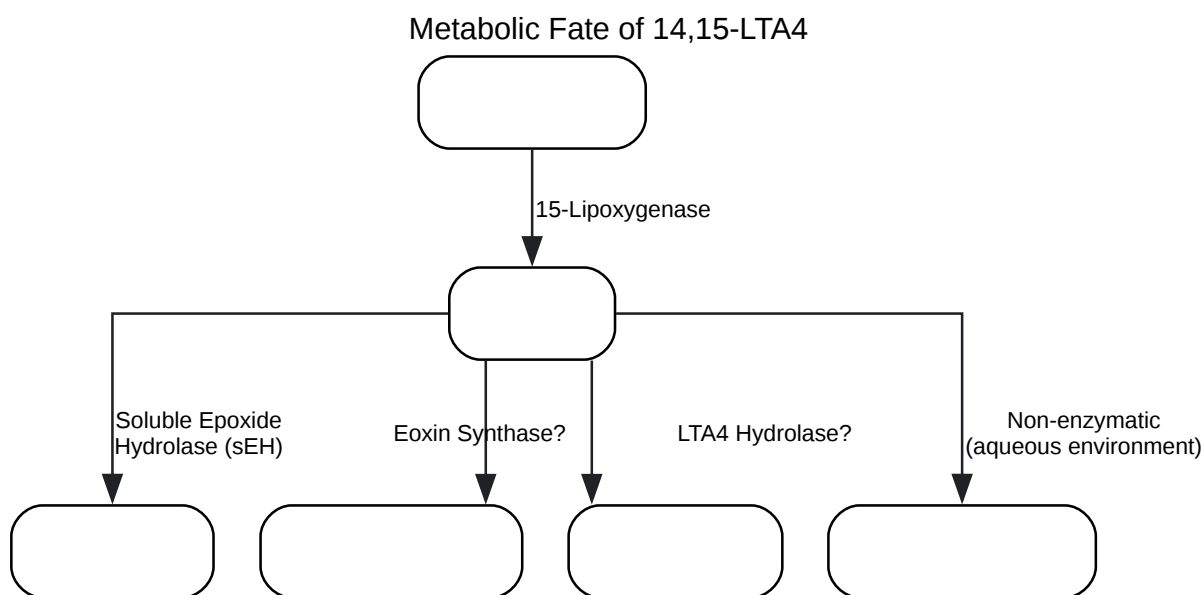 Metabolic Fate of 14,15-LTA4
15-Lipoxygenase
Soluble Epoxide
Hydrolase (sEH)
Eoxin Synthase?
LTA4 Hydrolase?
Non-enzymatic
(aqueous environment)